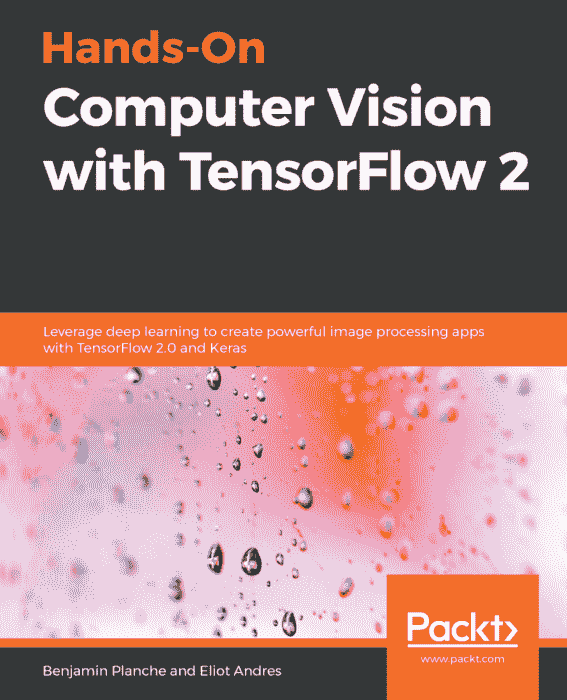 Hands-On
Computer Vision
with TensorFlow 2
Leverage deep learning to create powerful image processing apps
with TensorFlow 2.0 and Keras
Packt>
www.packt.com
Benjamin Planche and Eliot Andres